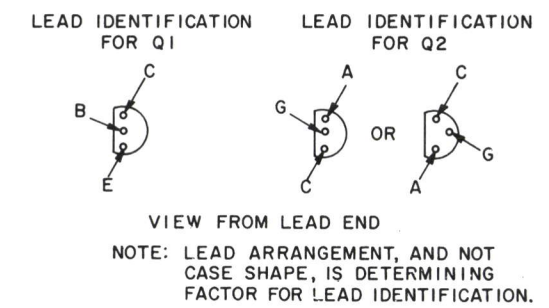 LEAD IDENTIFICATION
FOR Q1
LEAD IDENTIFICATION
FOR Q2
C
B
E
A
G
C
OR
C
G
A
VIEW FROM LEAD END
NOTE: LEAD ARRANGEMENT, AND NOT
CASE SHAPE, IS DETERMINING
FACTOR FOR LEAD IDENTIFICATION.